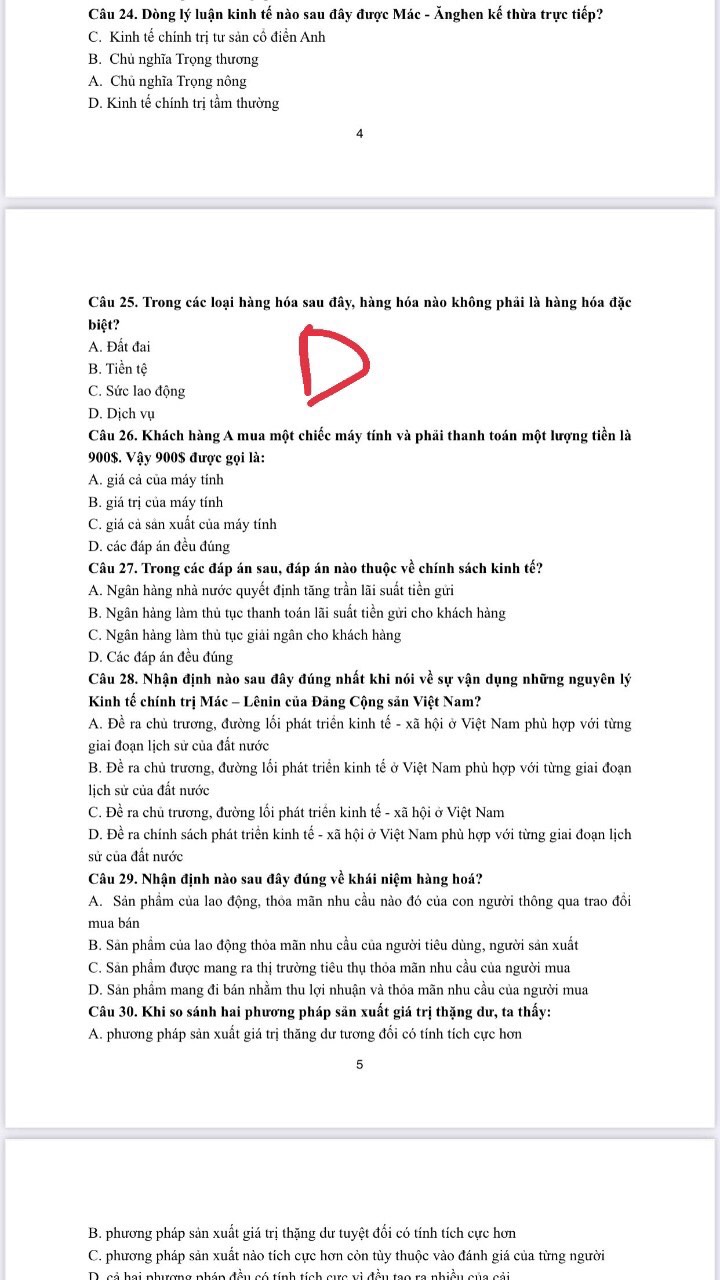 Câu 24. Dòng lý luận kinh tế nào sau đây được Mác - Ănghen kế thừa trực tiếp?
C. Kinh tế chính trị tư sản cổ điển Anh
B. Chủ nghĩa Trọng thương
A. Chủ nghĩa Trọng nông
D. Kinh tế chính trị tầm thường
4
Câu 25. Trong các loại hàng hóa sau đây, hàng hóa nào không phải là hàng hóa đặc
biệt?
A. Đất đai
B. Tiền tệ
C. Sức lao động
D
D. Dịch vụ
Câu 26. Khách hàng A mua một chiếc máy tính và phải thanh toán một lượng tiền là
900$. Vậy 900$ được gọi là:
A. giá cả của máy tính
B. giá trị của máy tính
C. giá cả sản xuất của máy tính
D. các đáp án đều đúng
Câu 27. Trong các đáp án sau, đáp án nào thuộc về chính sách kinh tế?
A. Ngân hàng nhà nước quyết định tăng trần lãi suất tiền gửi
B. Ngân hàng làm thủ tục thanh toán lãi suất tiền gửi cho khách hàng
C. Ngân hàng làm thủ tục giải ngân cho khách hàng
D. Các đáp án đều đúng
Câu 28. Nhận định nào sau đây đúng nhất khi nói về sự vận dụng những nguyên lý
Kinh tế chính trị Mác – Lênin của Đảng Cộng sản Việt Nam?
A. Đề ra chủ trương, đường lối phát triển kinh tế - xã hội ở Việt Nam phù hợp với từng
giai đoạn lịch sử của đất nước
B. Đề ra chủ trương, đường lối phát triển kinh tế ở Việt Nam phù hợp với từng giai đoạn
lịch sử của đất nước
C. Đề ra chủ trương, đường lối phát triển kinh tế - xã hội ở Việt Nam
D. Đề ra chính sách phát triển kinh tế - xã hội ở Việt Nam phù hợp với từng giai đoạn lịch
sử của đất nước
Câu 29. Nhận định nào sau đây đúng về khái niệm hàng hoá?
A. Sản phẩm của lao động, thỏa mãn nhu cầu nào đó của con người thông qua trao đổi
mua bán
B. Sản phẩm của lao động thỏa mãn nhu cầu của người tiêu dùng, người sản xuất
C. Sản phẩm được mang ra thị trường tiêu thụ thỏa mãn nhu cầu của người mua
D. Sản phẩm mang đi bán nhằm thu lợi nhuận và thỏa mãn nhu cầu của người mua
Câu 30. Khi so sánh hai phương pháp sản xuất giá trị thặng dư, ta thấy:
A. phương pháp sản xuất giá trị thăng dư tương đối có tính tích cực hơn
5
B. phương pháp sản xuất giá trị thặng dư tuyệt đối có tính tích cực hơn
C. phương pháp sản xuất nào tích cực hơn còn tùy thuộc vào đánh giá của từng người
D. cả hai phương pháp đều có tính tích cực vì đều tạo ra nhiều của cải